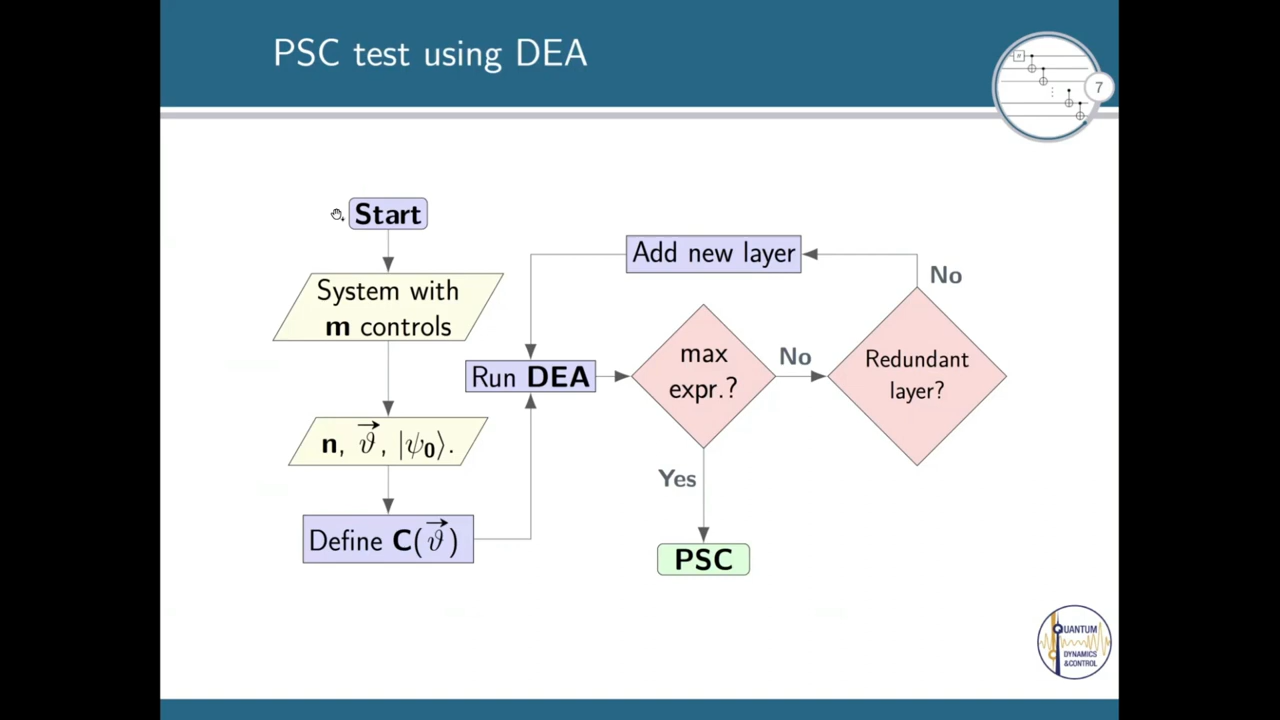 PSC test using DEA
7
Start
System with
m controls
n, ϑ⃗, |ψ₀⟩.
Define C(ϑ⃗)
Add new layer
Run DEA
max
expr.?
No
Redundant
layer?
No
Yes
PSC
QUANTUM
DYNAMICS
&CONTROL